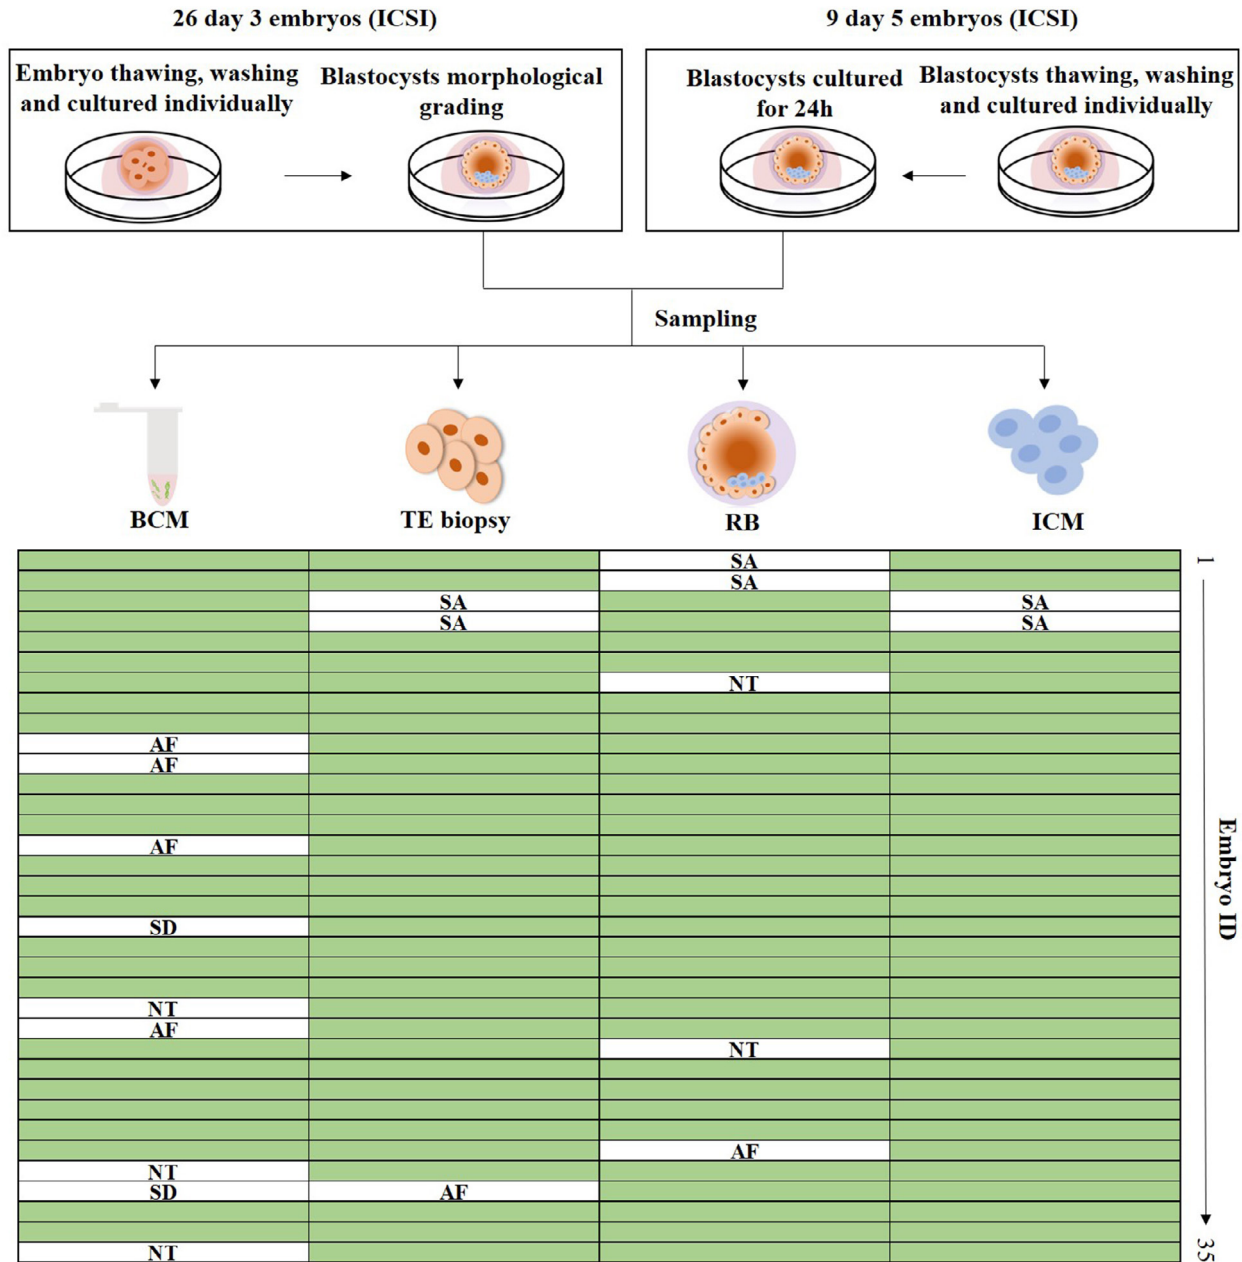 26 day 3 embryos (ICSI)
9 day 5 embryos (ICSI)
Embryo thawing, washing
and cultured individually
Blastocysts morphological
grading
Blastocysts cultured
for 24h
Blastocysts thawing, washing
and cultured individually
Sampling
BCM
TE biopsy
RB
ICM
SA
SA
SA SA
SA SA
NT
AF
AF
AF
SD
NT
AF
NT
AF
NT
SD AF
NT
1
Embryo ID
35